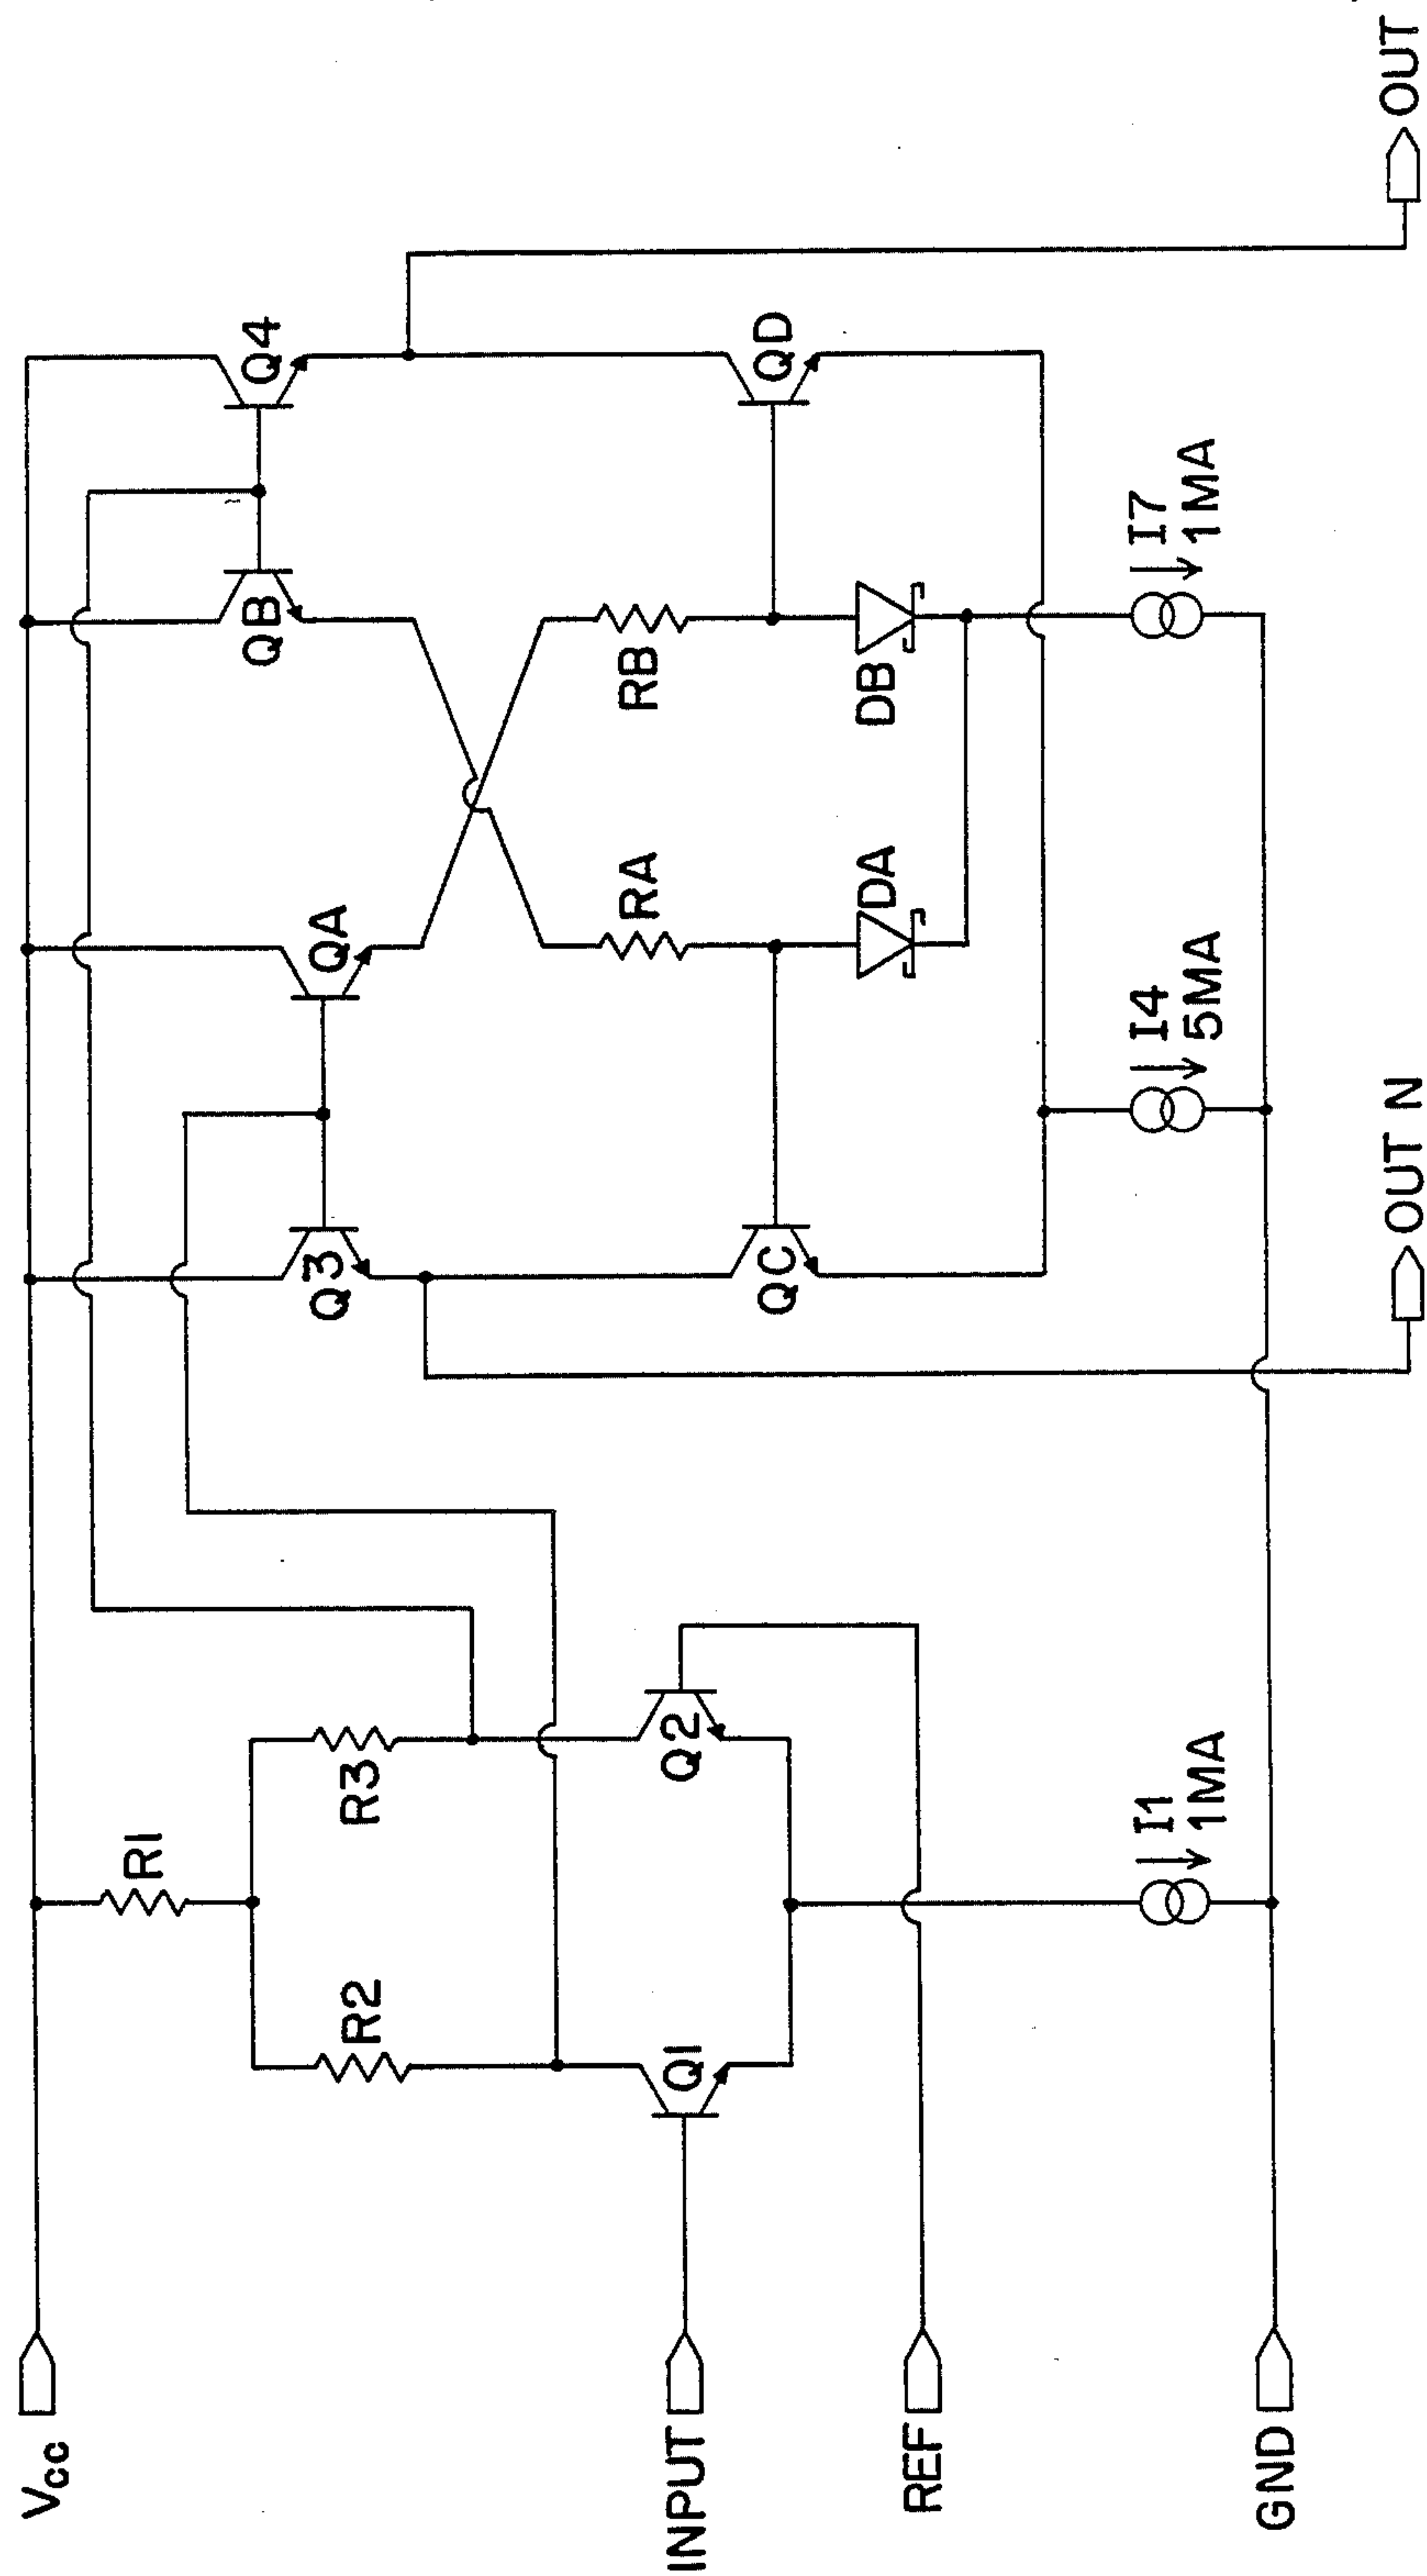 Vcc
R1
R2
R3
Q1
Q2
INPUT
REF
GND
I1
1MA
Q3
QA
QB
Q4
RA
RB
QC
QD
DA
DB
I4
5MA
I7
1MA
OUT N
OUT